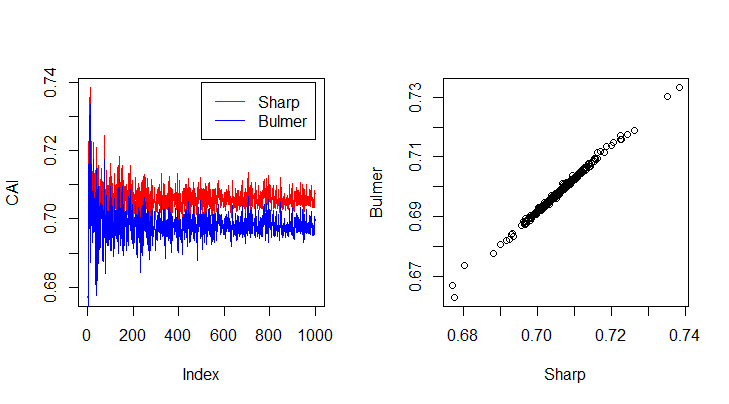 CAI
0.74
0.72
0.70
0.68
Sharp
Bulmer
0 200 400 600 800 1000
Index
Bulmer
0.73
0.71
0.69
0.67
0.68 0.70 0.72 0.74
Sharp